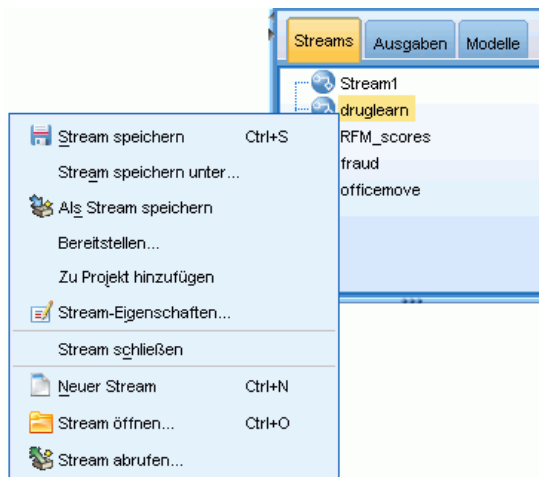 Streams Ausgaben Modelle
Stream1
druglearn
RFM_scores
fraud
officemove
Stream speichern Ctrl+S
Stream speichern unter...
Als Stream speichern
Bereitstellen...
Zu Projekt hinzufügen
Stream-Eigenschaften...
Stream schließen
Neuer Stream Ctrl+N
Stream öffnen... Ctrl+O
Stream abrufen...